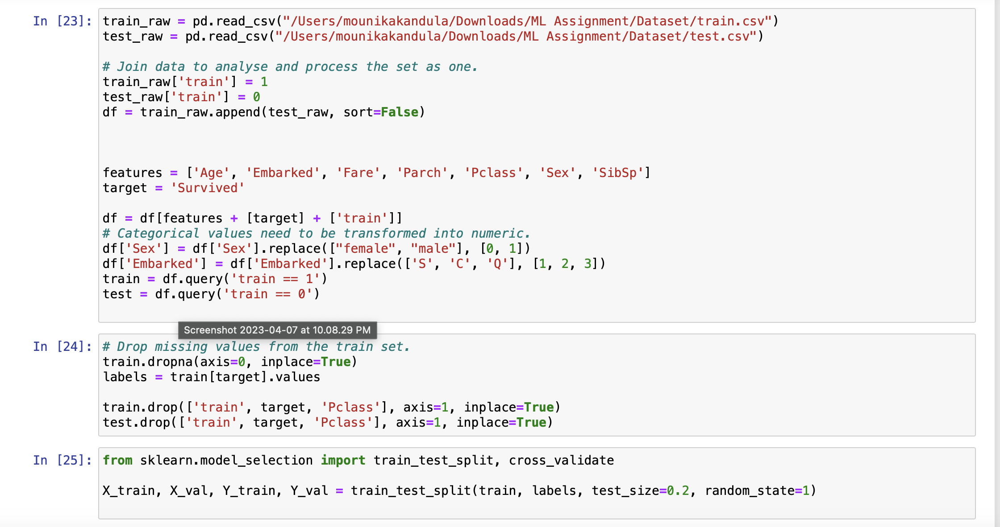 In [23]:
train_raw = pd.read_csv("/Users/mounikakandula/Downloads/ML Assignment/Dataset/train.csv")
test_raw = pd.read_csv("/Users/mounikakandula/Downloads/ML Assignment/Dataset/test.csv")
# Join data to analyse and process the set as one.
train_raw['train'] = 1
test_raw['train'] = 0
df = train_raw.append(test_raw, sort=False)
features = ['Age', 'Embarked', 'Fare', 'Parch', 'Pclass', 'Sex', 'SibSp']
target = 'Survived'
df = df[features + [target] + ['train']]
# Categorical values need to be transformed into numeric.
df['Sex'] = df['Sex'].replace(["female", "male"], [0, 1])
df['Embarked'] = df['Embarked'].replace(['S', 'C', 'Q'], [1, 2, 3])
train = df.query('train == 1')
test = df.query('train == 0')
Screenshot 2023-04-07 at 10.08.29 PM
In [24]:
# Drop missing values from the train set.
train.dropna(axis=0, inplace=True)
labels = train[target].values
train.drop(['train', target, 'Pclass'], axis=1, inplace=True)
test.drop(['train', target, 'Pclass'], axis=1, inplace=True)
In [25]:
from sklearn.model_selection import train_test_split, cross_validate
X_train, X_val, Y_train, Y_val = train_test_split(train, labels, test_size=0.2, random_state=1)